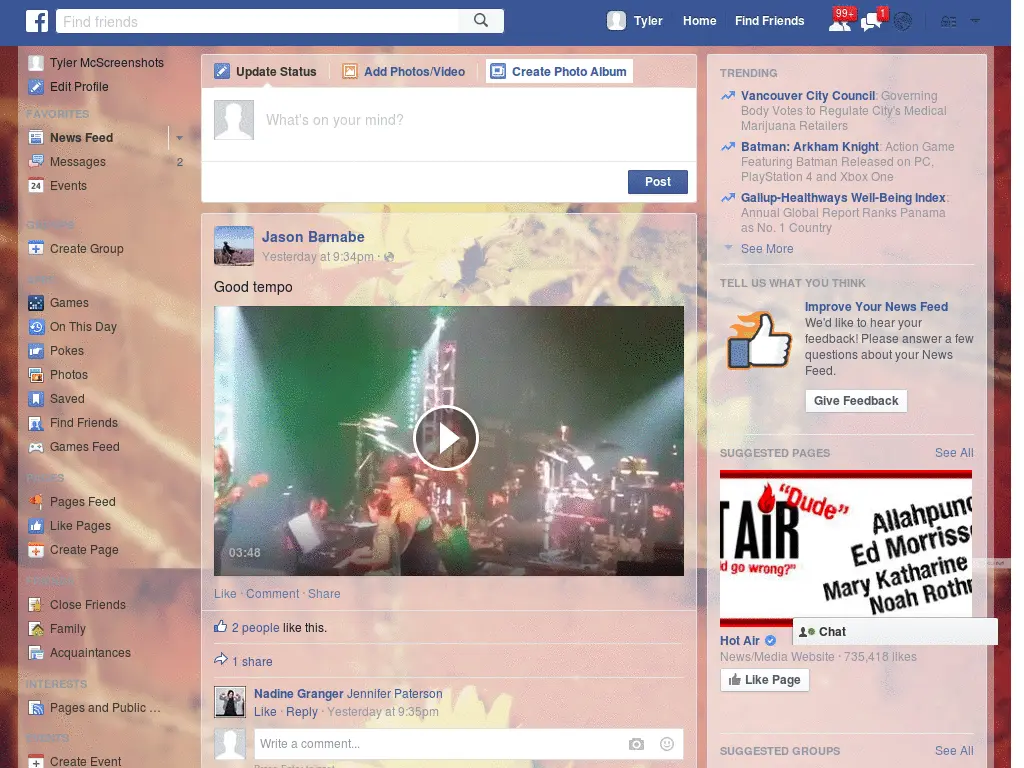 Find friends
Tyler
Home
Find Friends
99+
1
Tyler McScreenshots
Edit Profile
FAVORITES
News Feed
Messages
2
Events
GROUPS
Create Group
Games
On This Day
Pokes
Photos
Saved
Find Friends
Games Feed
PAGES
Pages Feed
Like Pages
Create Page
FRIENDS
Close Friends
Family
Acquaintances
INTERESTS
Pages and Public ...
EVENTS
Create Event
Update Status
Add Photos/Video
Create Photo Album
What's on your mind?
Post
Jason Barnabe
Yesterday at 9:34pm ·
Good tempo
03:48
Like · Comment · Share
2 people like this.
1 share
Nadine Granger Jennifer Paterson
Like · Reply · Yesterday at 9:35pm
Write a comment...
TRENDING
Vancouver City Council: Governing
Body Votes to Regulate City's Medical
Marijuana Retailers
Batman: Arkham Knight: Action Game
Featuring Batman Released on PC,
PlayStation 4 and Xbox One
Gallup-Healthways Well-Being Index:
Annual Global Report Ranks Panama
as No. 1 Country
See More
TELL US WHAT YOU THINK
Improve Your News Feed
We'd like to hear your
feedback! Please answer a few
questions about your News
Feed.
Give Feedback
SUGGESTED PAGES
See All
"Dude"
AIR
d go wrong?"
Allahpun
Ed Morriss
Mary Katharine
Noah Roth
Chat
Hot Air
News/Media Website · 735,418 likes
Like Page
SUGGESTED GROUPS
See All